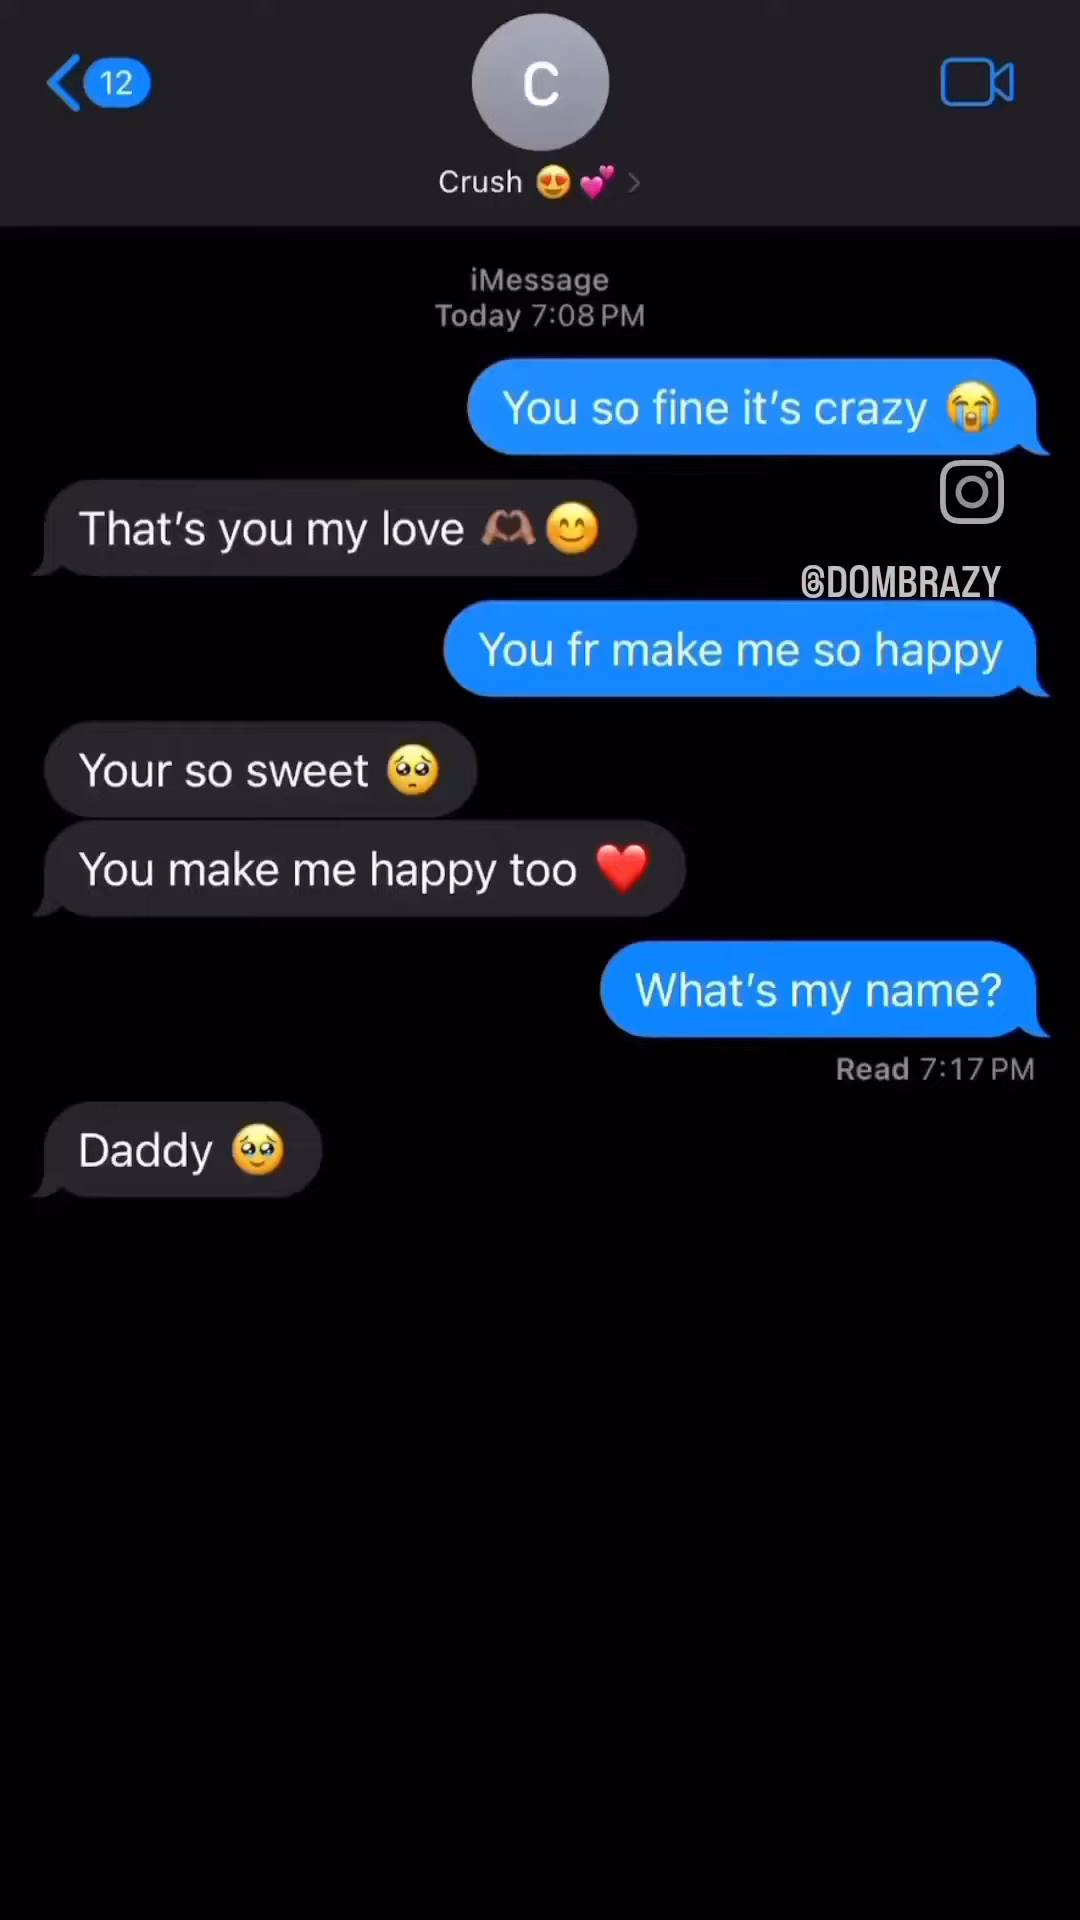 12
C
Crush 😍💕
iMessage
Today 7:08 PM
You so fine it's crazy 😭
That's you my love 🫶🏽😊
@DOMBRAZY
You fr make me so happy
Your so sweet 🥺
You make me happy too ❤️
What's my name?
Read 7:17 PM
Daddy 🥹